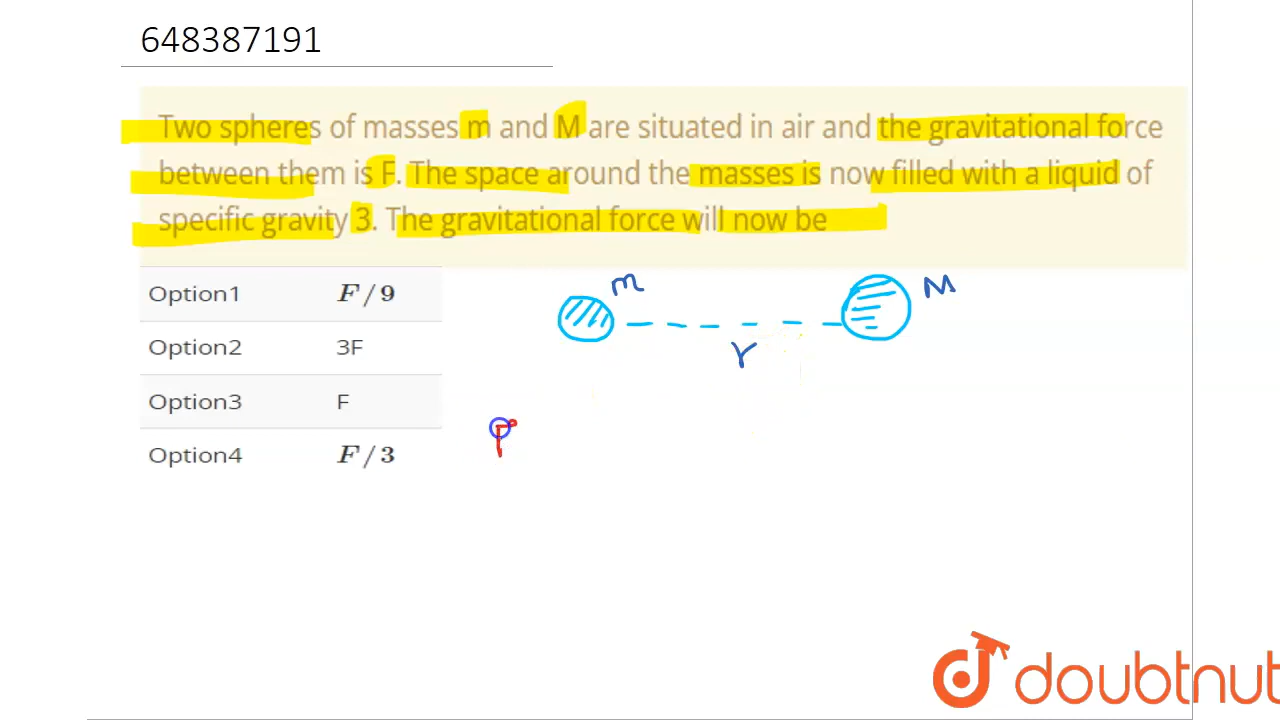 648387191
Two spheres of masses m and M are situated in air and the gravitational force
between them is F. The space around the masses is now filled with a liquid of
specific gravity 3. The gravitational force will now be
Option1 F/9
m
M
Option2 3F
r
Option3 F
Option4 F/3
doubtnut